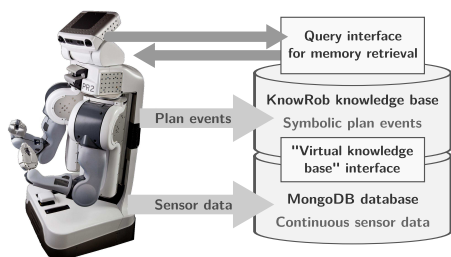 Query interface
for memory retrieval
PR2
KnowRob knowledge base
Plan events
Symbolic plan events
"Virtual knowledge
base" interface
MongoDB database
Sensor data
Continuous sensor data